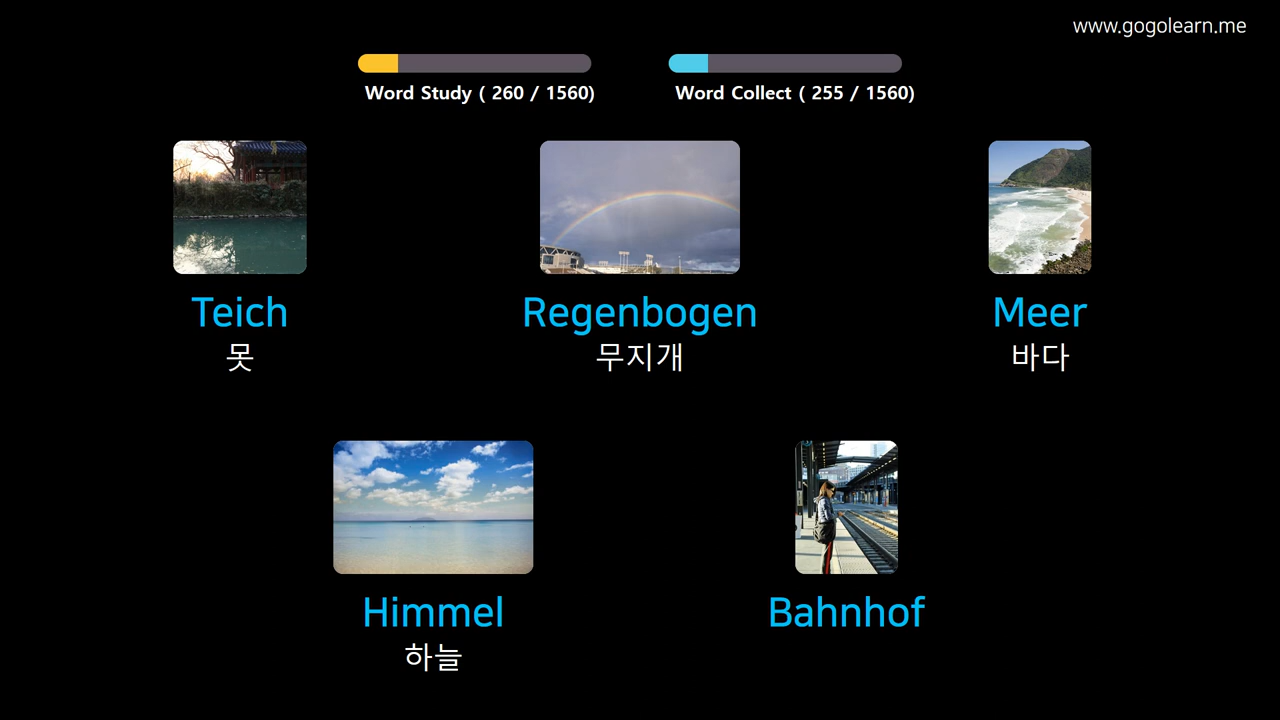 www.gogolearn.me
Word Study ( 260 / 1560)
Word Collect ( 255 / 1560)
Teich
못
Regenbogen
무지개
Meer
바다
Himmel
하늘
Bahnhof